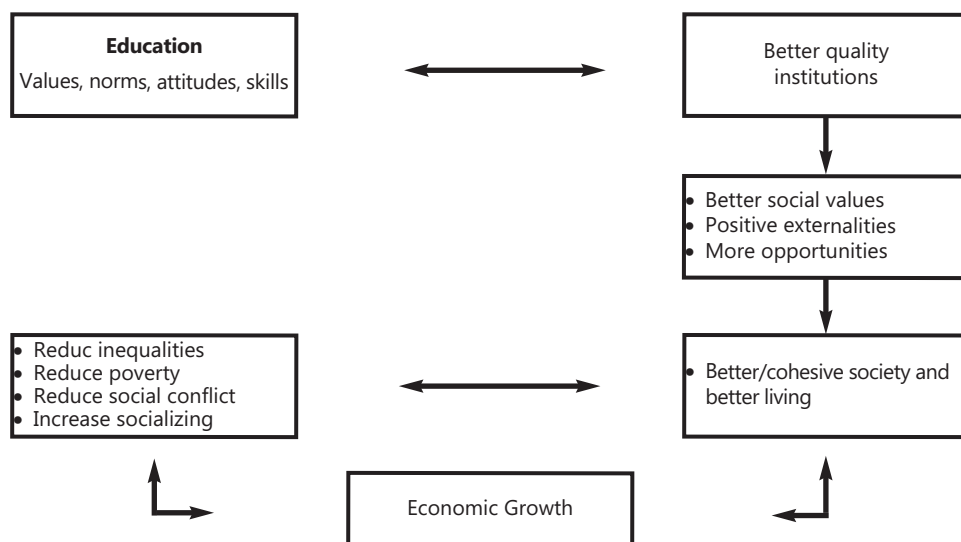 Education
Values, norms, attitudes, skills
Better quality
institutions
• Better social values
• Positive externalities
• More opportunities
• Reduc inequalities
• Reduce poverty
• Reduce social conflict
• Increase socializing
• Better/cohesive society and
better living
Economic Growth